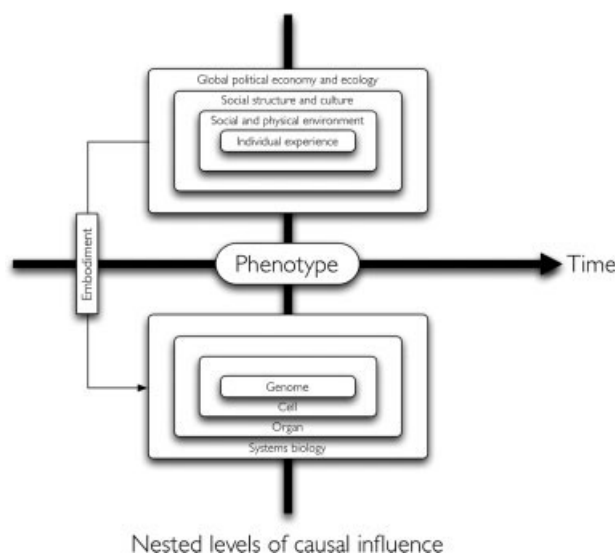 Global political economy and ecology
Social structure and culture
Social and physical environment
Individual experience
Embodiment
Phenotype
Time
Genome
Cell
Organ
Systems biology
Nested levels of causal influence